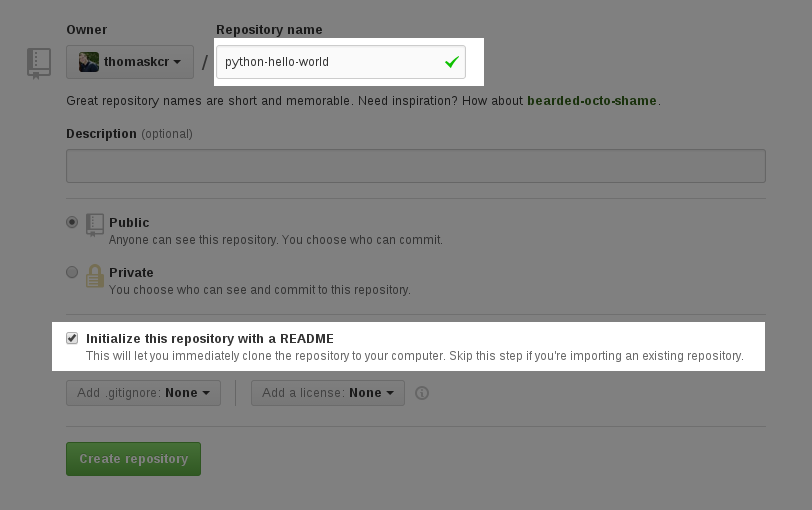 Owner
Repository name
thomaskcr / python-hello-world
Great repository names are short and memorable. Need inspiration? How about bearded-octo-shame.
Description (optional)
Public
Anyone can see this repository. You choose who can commit.
Private
You choose who can see and commit to this repository.
Initialize this repository with a README
This will let you immediately clone the repository to your computer. Skip this step if you're importing an existing repository.
Add .gitignore: None
Add a license: None
Create repository